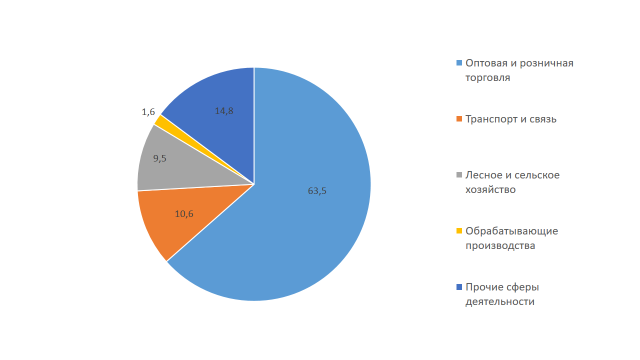 1,6
14,8
9,5
10,6
63,5
Оптовая и розничная
торговля
Транспорт и связь
Лесное и сельское
хозяйство
Обрабатывающие
производства
Прочие сферы
деятельности